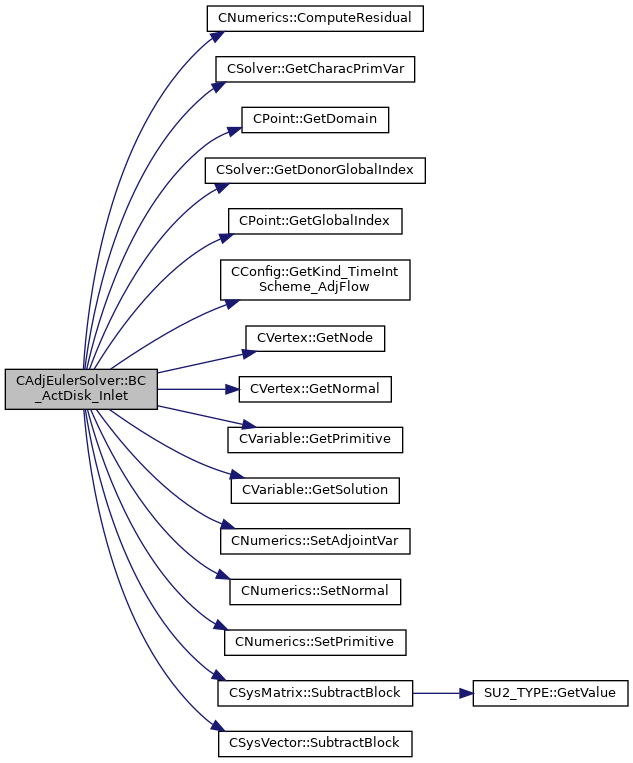 CNumerics::ComputeResidual
CSolver::GetCharacPrimVar
CPoint::GetDomain
CSolver::GetDonorGlobalIndex
CPoint::GetGlobalIndex
CConfig::GetKind_TimeInt
Scheme_AdjFlow
CVertex::GetNode
CAdjEulerSolver::BC
_ActDisk_Inlet
CVertex::GetNormal
CVariable::GetPrimitive
CVariable::GetSolution
CNumerics::SetAdjointVar
CNumerics::SetNormal
CNumerics::SetPrimitive
CSysMatrix::SubtractBlock
SU2_TYPE::GetValue
CSysVector::SubtractBlock